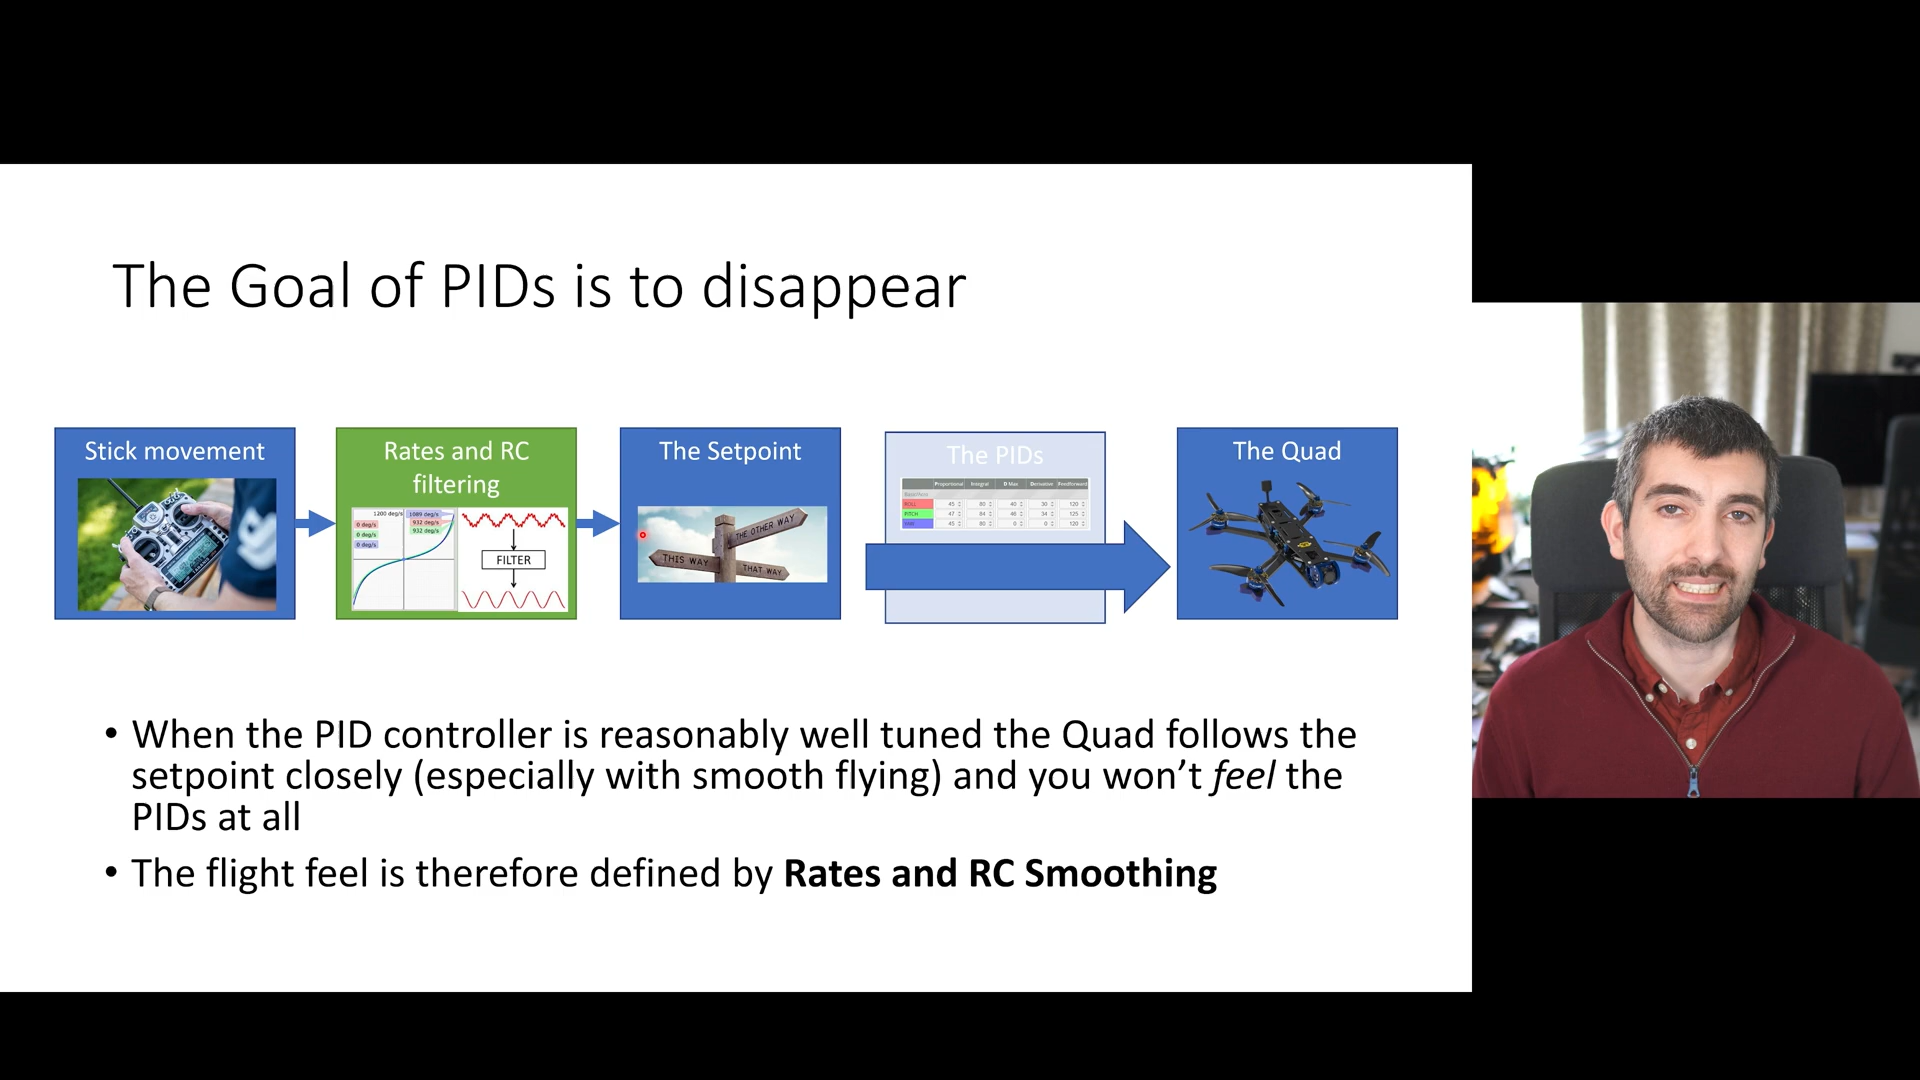 The Goal of PIDs is to disappear
Stick movement
Rates and RC
filtering
1200 deg/s
1089 deg/s
0 deg/s
932 deg/s
0 deg/s
932 deg/s
0 deg/s
FILTER
The Setpoint
THE OTHER WAY
THIS WAY
THAT WAY
The PIDs
Proportional Integral D Max Derivative Feedforward
Basic/Acro
ROLL 45 80 40 30 120
PITCH 47 84 46 34 125
YAW 45 80 0 0 120
The Quad
• When the PID controller is reasonably well tuned the Quad follows the
setpoint closely (especially with smooth flying) and you won’t feel the
PIDs at all
• The flight feel is therefore defined by Rates and RC Smoothing